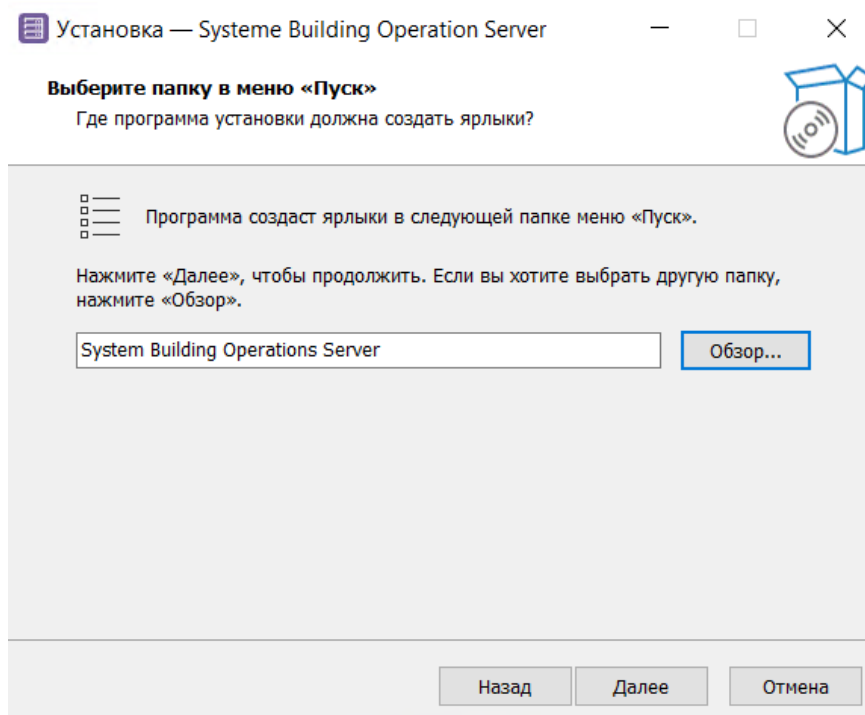 Установка — Systeme Building Operation Server
Выберите папку в меню «Пуск»
Где программа установки должна создать ярлыки?
Программа создаст ярлыки в следующей папке меню «Пуск».
Нажмите «Далее», чтобы продолжить. Если вы хотите выбрать другую папку,
нажмите «Обзор».
System Building Operations Server
Обзор...
Назад
Далее
Отмена